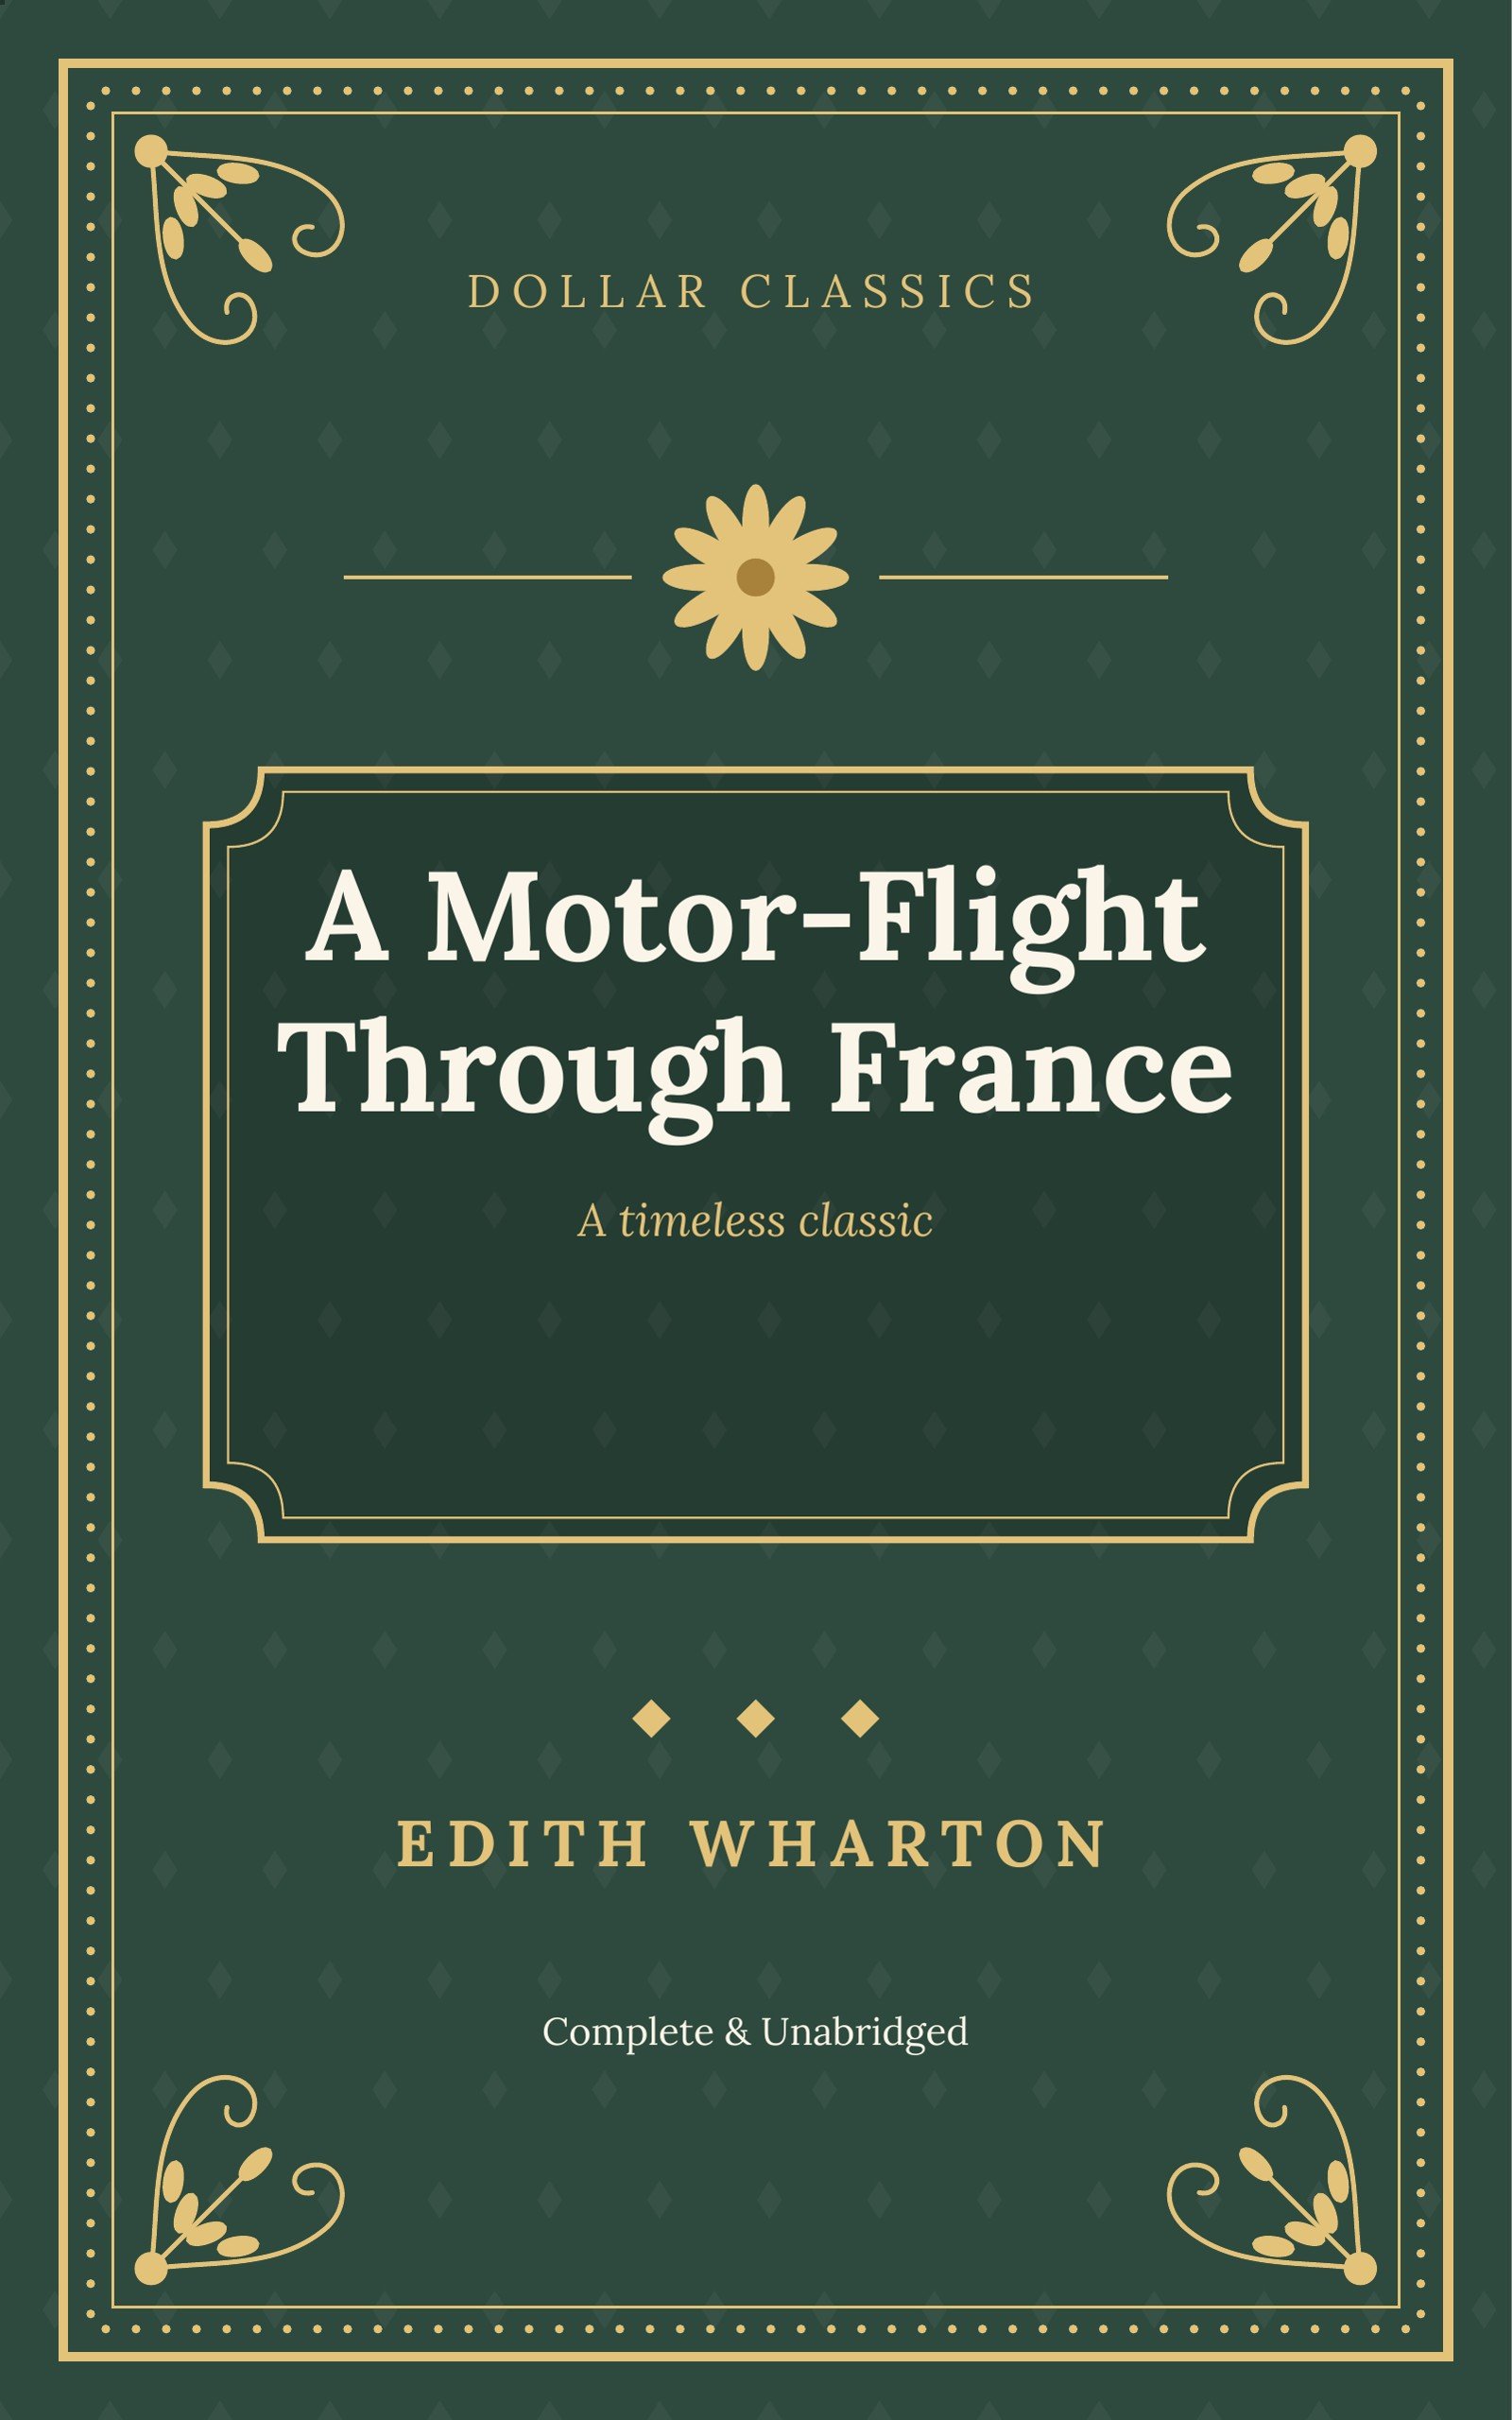 DOLLAR CLASSICS
A Motor-Flight
Through France
A timeless classic
EDITH WHARTON
Complete & Unabridged